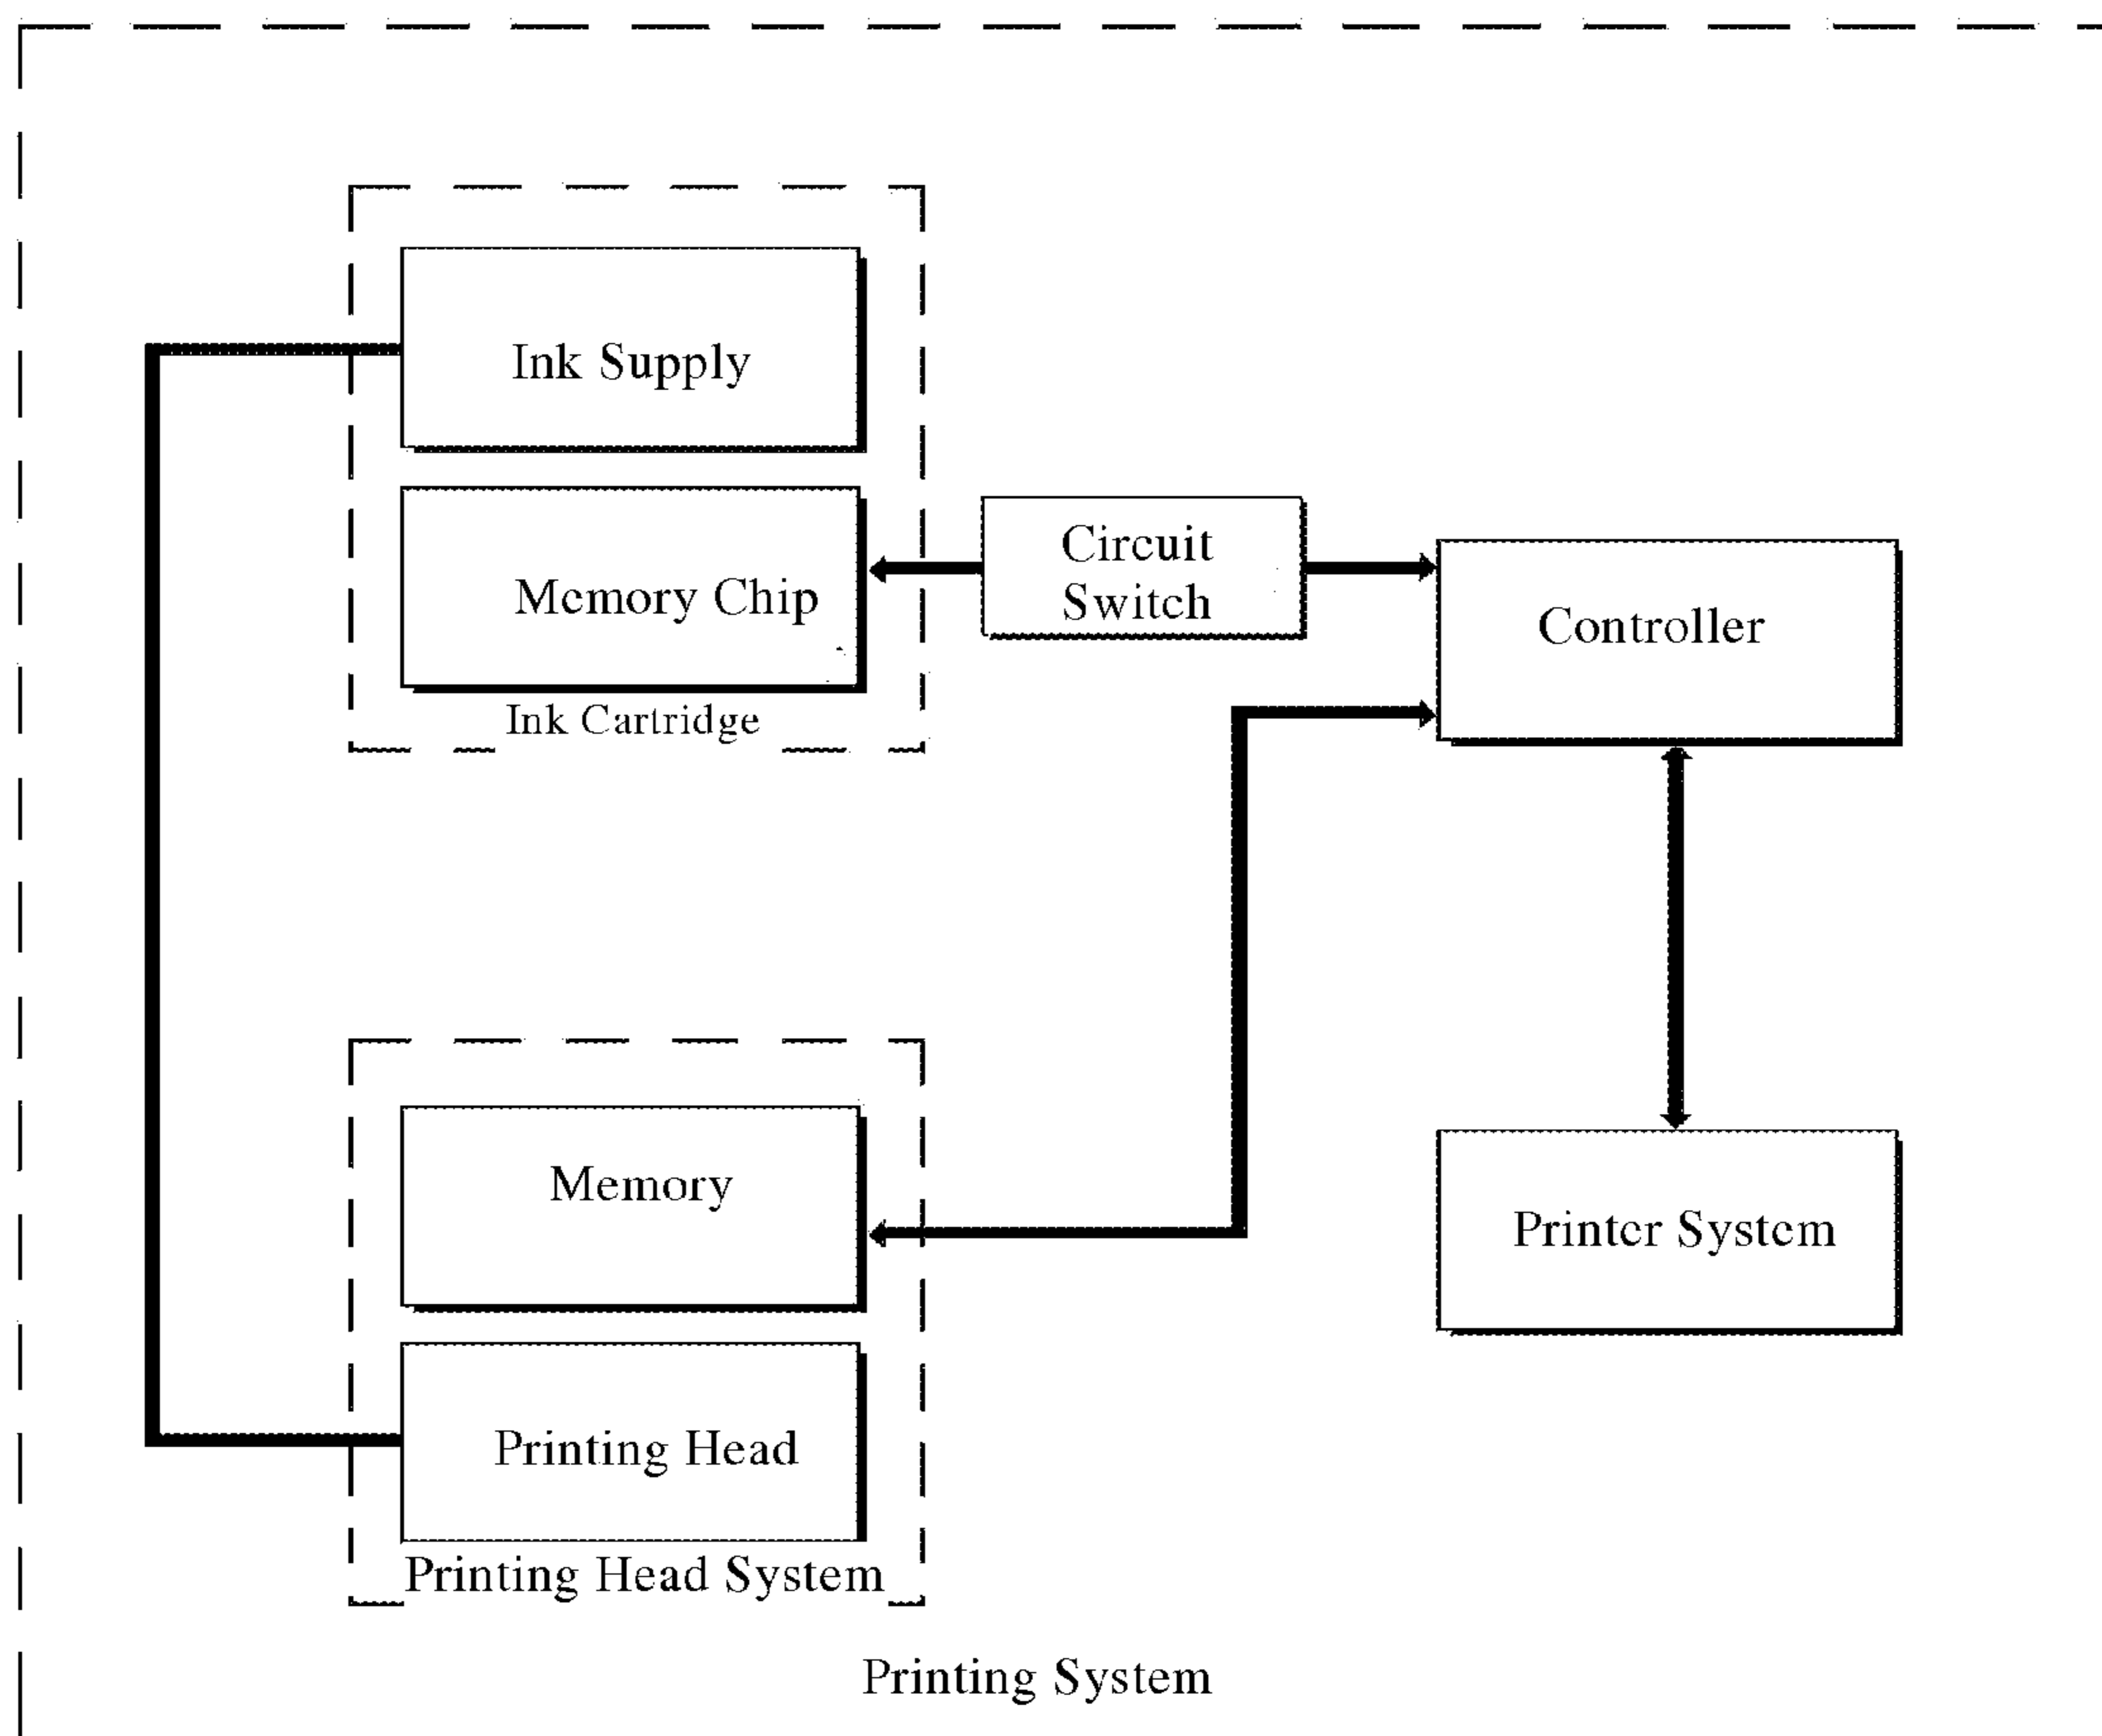 Ink Supply
Memory Chip
Ink Cartridge
Circuit
Switch
Controller
Memory
Printing Head
Printing Head System
Printer System
Printing System